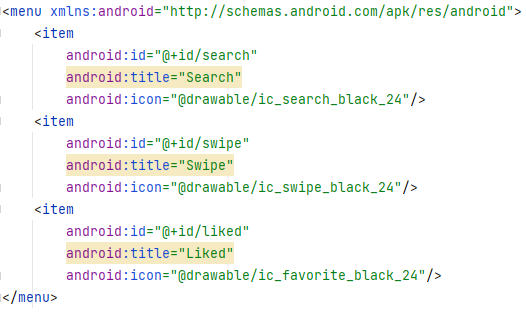 <menu xmlns:android="http://schemas.android.com/apk/res/android">
    <item
        android:id="@+id/search"
        android:title="Search"
        android:icon="@drawable/ic_search_black_24"/>
    <item
        android:id="@+id/swipe"
        android:title="Swipe"
        android:icon="@drawable/ic_swipe_black_24"/>
    <item
        android:id="@+id/liked"
        android:title="Liked"
        android:icon="@drawable/ic_favorite_black_24"/>
</menu>